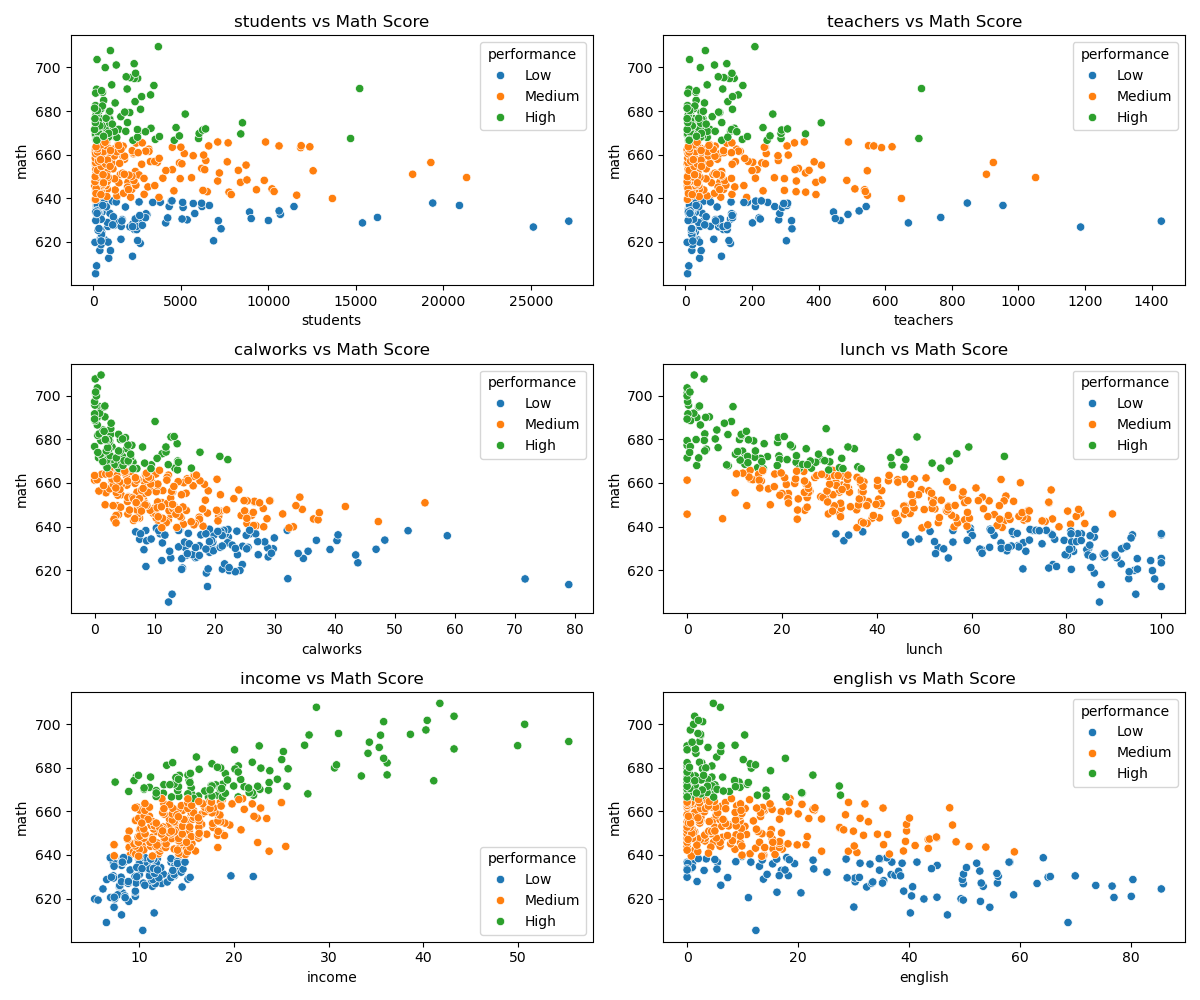 students vs Math Score
performance
Low
Medium
High
math
700
680
660
640
620
0 5000 10000 15000 20000 25000
students
teachers vs Math Score
performance
Low
Medium
High
math
700
680
660
640
620
0 200 400 600 800 1000 1200 1400
teachers
calworks vs Math Score
performance
Low
Medium
High
math
700
680
660
640
620
0 10 20 30 40 50 60 70 80
calworks
lunch vs Math Score
performance
Low
Medium
High
math
700
680
660
640
620
0 20 40 60 80 100
lunch
income vs Math Score
math
700
680
660
640
620
performance
Low
Medium
High
10 20 30 40 50
income
english vs Math Score
performance
Low
Medium
High
math
700
680
660
640
620
0 20 40 60 80
english